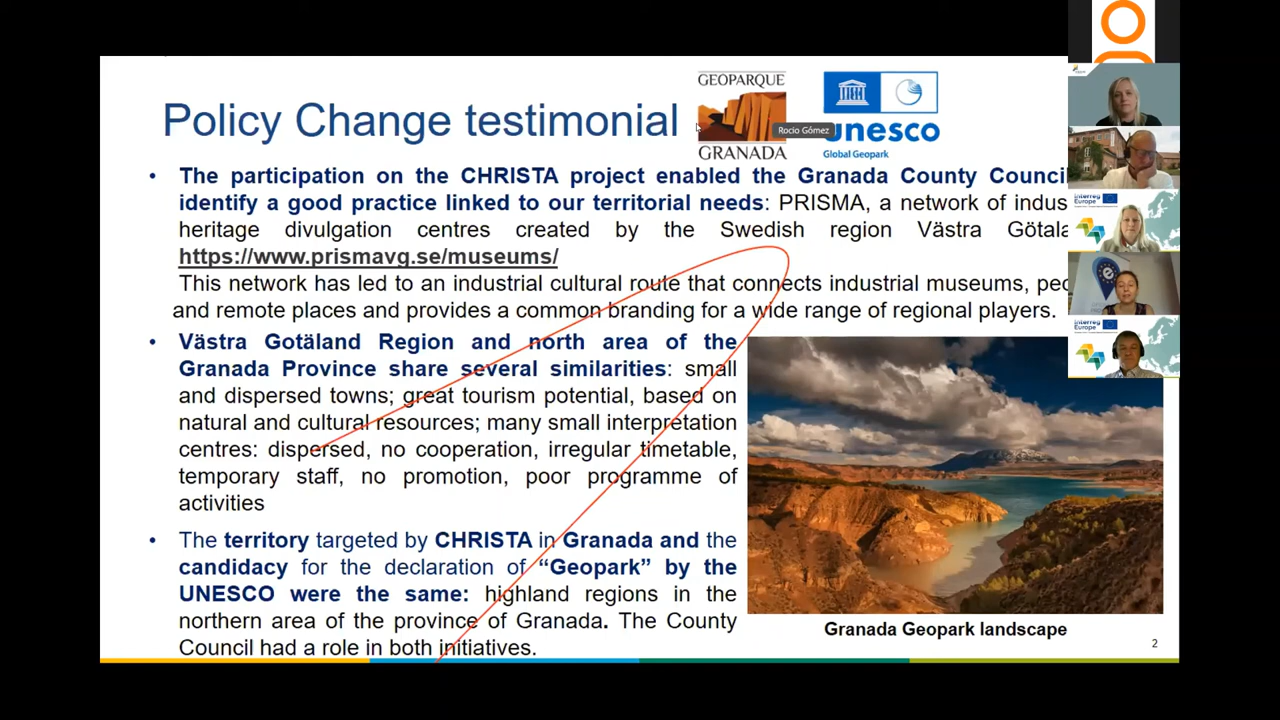 Policy Change testimonial
GEOPARQUE
GRANADA
Rocío Gómez
unesco
Global Geopark
• The participation on the CHRISTA project enabled the Granada County Council
identify a good practice linked to our territorial needs: PRISMA, a network of indus
heritage divulgation centres created by the Swedish region Västra Götala
https://www.prismavg.se/museums/
This network has led to an industrial cultural route that connects industrial museums, peo
and remote places and provides a common branding for a wide range of regional players.
• Västra Gotäland Region and north area of the
Granada Province share several similarities: small
and dispersed towns; great tourism potential, based on
natural and cultural resources; many small interpretation
centres: dispersed, no cooperation, irregular timetable,
temporary staff, no promotion, poor programme of
activities
• The territory targeted by CHRISTA in Granada and the
candidacy for the declaration of “Geopark” by the
UNESCO were the same: highland regions in the
northern area of the province of Granada. The County
Council had a role in both initiatives.
Granada Geopark landscape
2
Interreg
Europe
Interreg
Europe